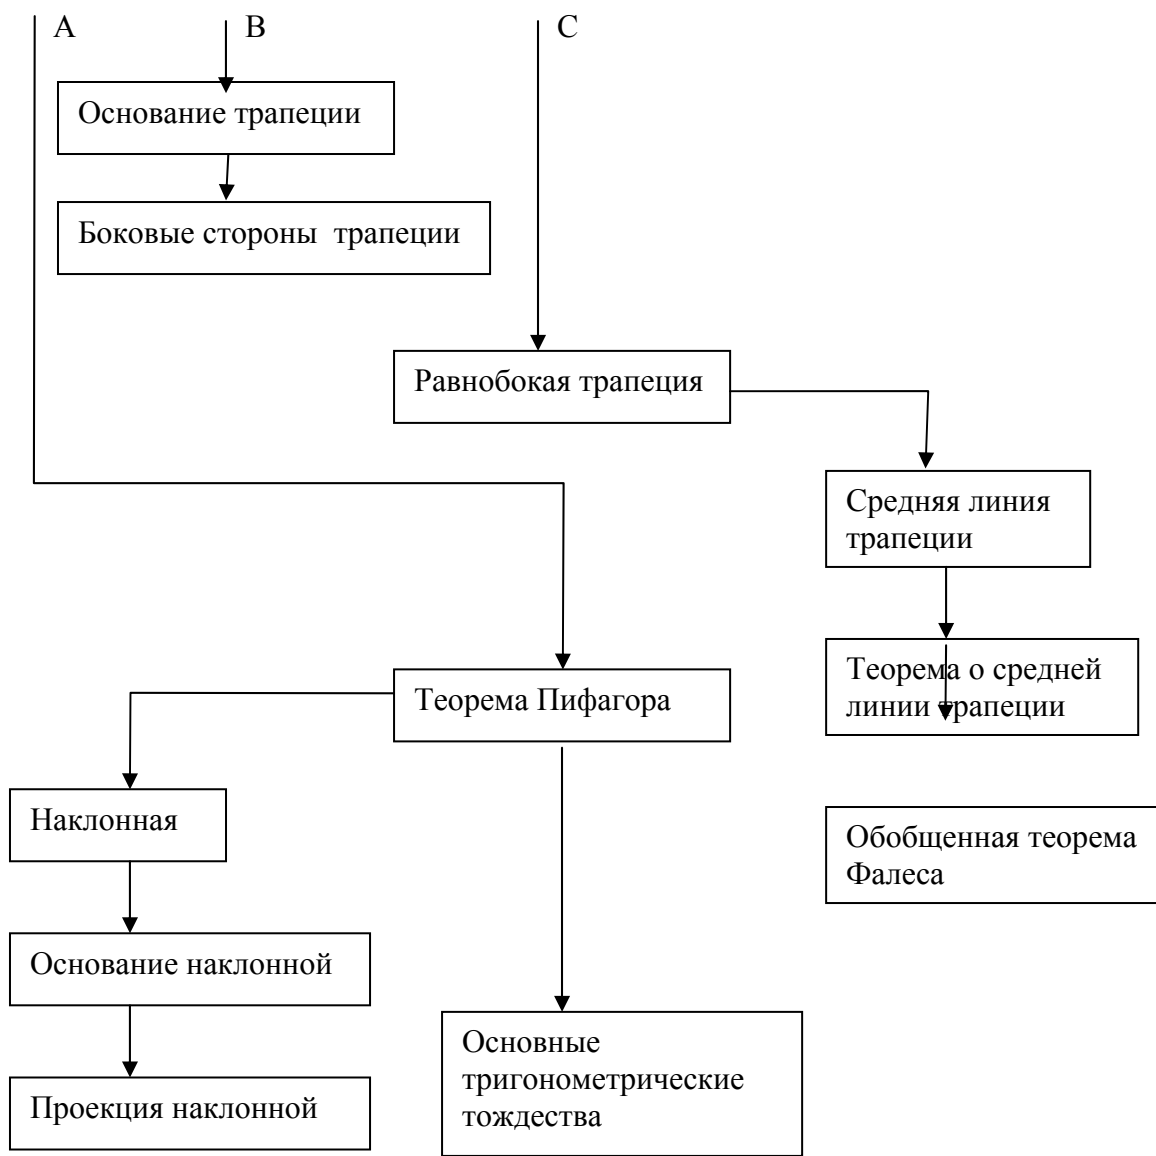 A
B
C
Основание трапеции
Боковые стороны трапеции
Равнобокая трапеция
Средняя линия
трапеции
Теорема о средней
линии трапеции
Теорема Пифагора
Наклонная
Обобщенная теорема
Фалеса
Основание наклонной
Основные
тригонометрические
тождества
Проекция наклонной